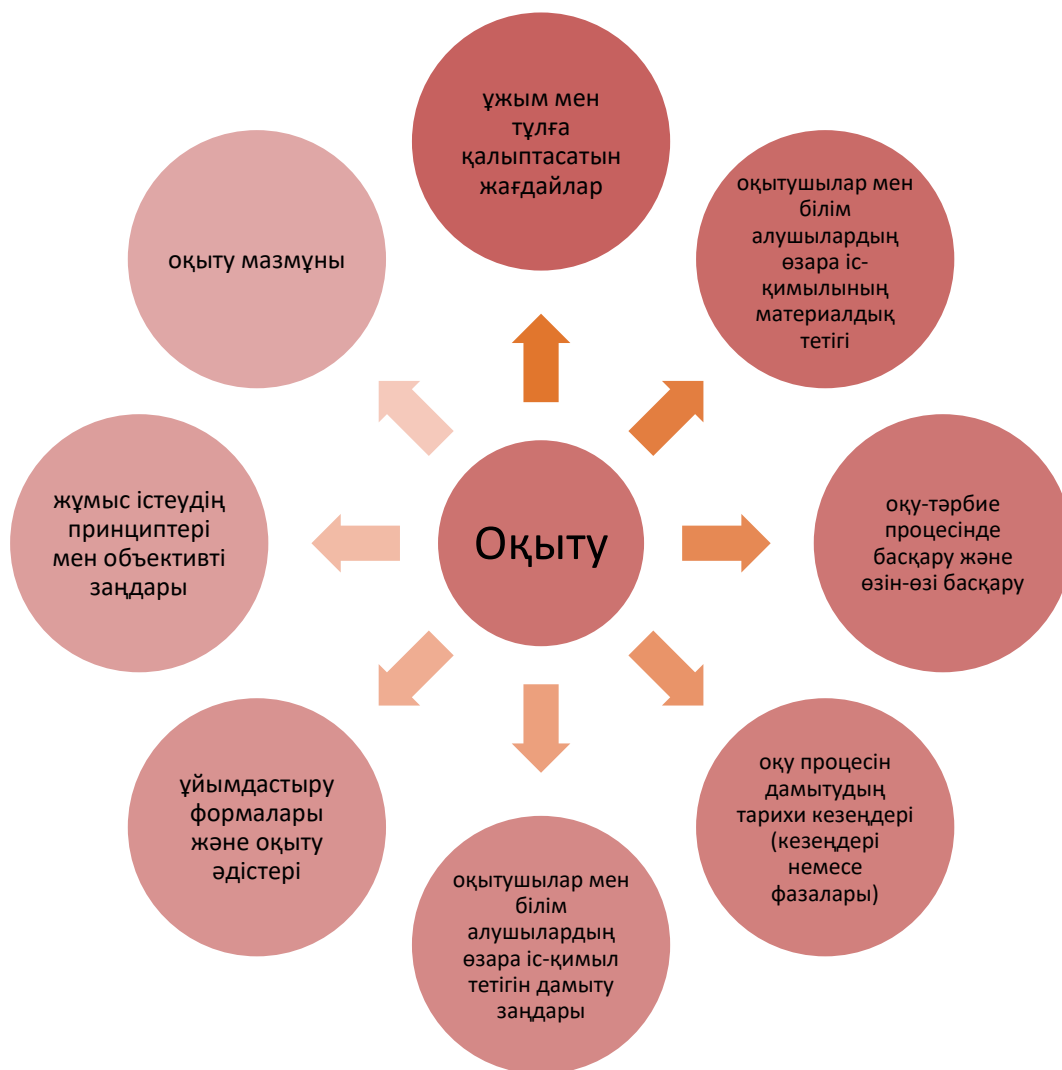 ұжым мен
тұлға
қалыптасатын
жағдайлар
оқытушылар мен
білім
алушылардың
өзара іс-
қимылының
материалдық
тетігі
оқу-тәрбие
процесінде
басқару және
өзін-өзі басқару
оқу процесін
дамытудың
тарихи кезеңдері
(кезеңдері
немесе
фазалары)
оқытушылар мен
білім
алушылардың
өзара іс-қимыл
тетігін дамыту
заңдары
ұйымдастыру
формалары
және оқыту
әдістері
жұмыс істеудің
принциптері
мен объективті
заңдары
оқыту мазмұны
Оқыту